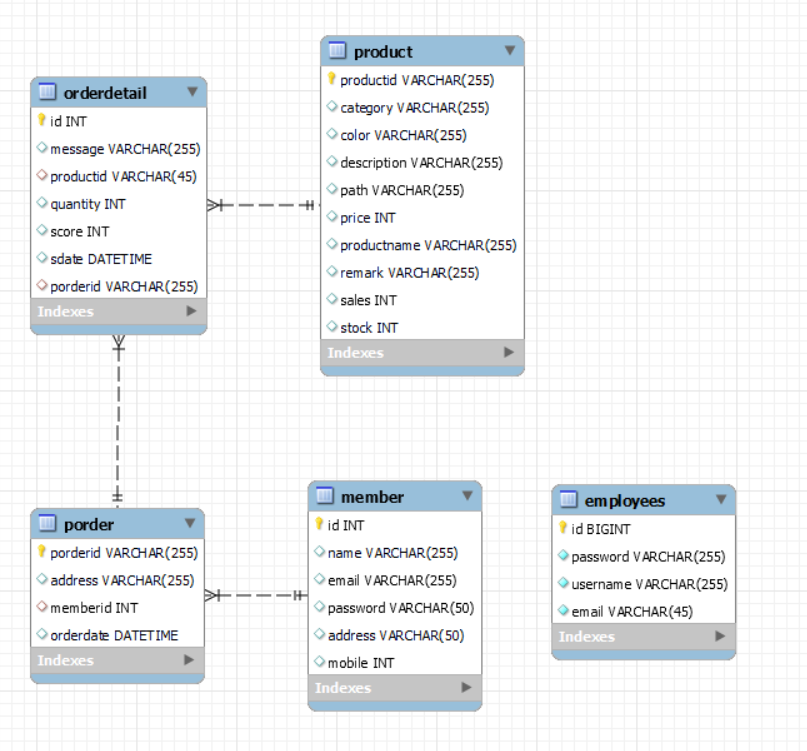 orderdetail
id INT
message VARCHAR(255)
productid VARCHAR(45)
quantity INT
score INT
sdate DATETIME
porderid VARCHAR(255)
Indexes
product
productid VARCHAR(255)
category VARCHAR(255)
color VARCHAR(255)
description VARCHAR(255)
path VARCHAR(255)
price INT
productname VARCHAR(255)
remark VARCHAR(255)
sales INT
stock INT
Indexes
porder
porderid VARCHAR(255)
address VARCHAR(255)
memberid INT
orderdate DATETIME
Indexes
member
id INT
name VARCHAR(255)
email VARCHAR(255)
password VARCHAR(50)
address VARCHAR(50)
mobile INT
Indexes
employees
id BIGINT
password VARCHAR(255)
username VARCHAR(255)
email VARCHAR(45)
Indexes